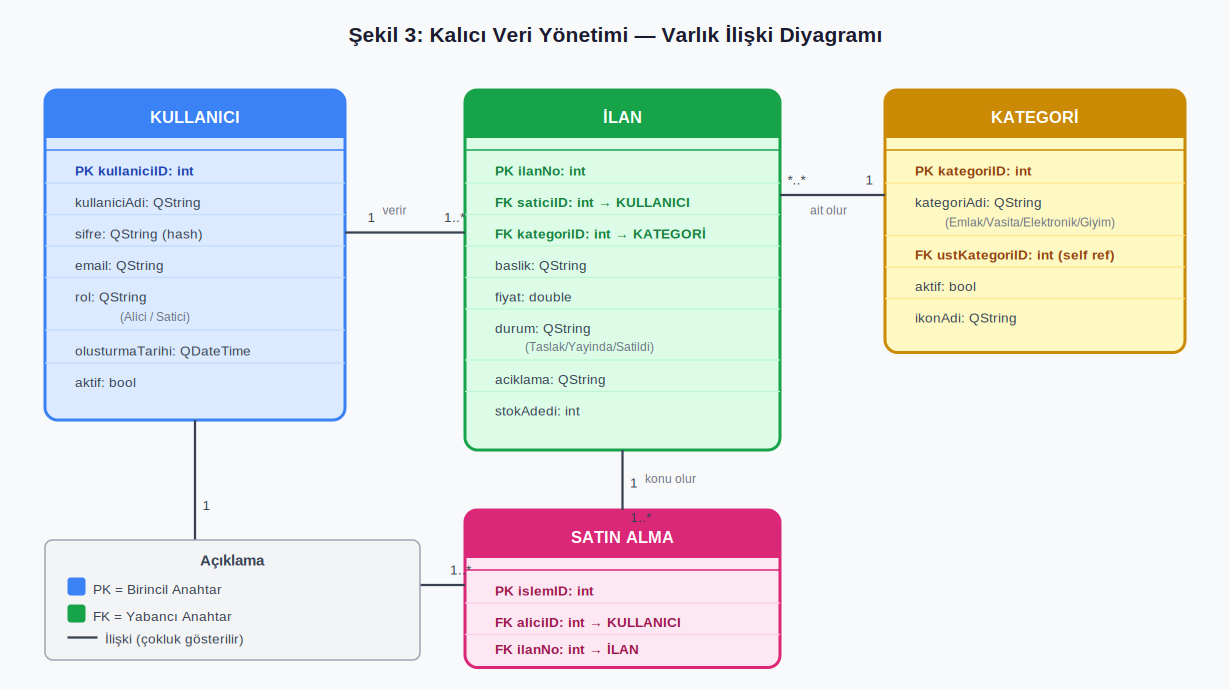 Şekil 3: Kalıcı Veri Yönetimi — Varlık İlişki Diyagramı
KULLANICI
PK kullaniciID: int
kullaniciAdi: QString
sifre: QString (hash)
email: QString
rol: QString
(Alici / Satici)
olusturmaTarihi: QDateTime
aktif: bool
1
verir
1..*
İLAN
PK ilanNo: int
FK saticiID: int → KULLANICI
FK kategoriID: int → KATEGORİ
baslik: QString
fiyat: double
durum: QString
(Taslak/Yayinda/Satildi)
aciklama: QString
stokAdedi: int
*..*
1
ait olur
KATEGORİ
PK kategoriID: int
kategoriAdi: QString
(Emlak/Vasita/Elektronik/Giyim)
FK ustKategoriID: int (self ref)
aktif: bool
ikonAdi: QString
1
konu olur
1..*
SATIN ALMA
PK islemID: int
FK aliciID: int → KULLANICI
FK ilanNo: int → İLAN
1
1..*
Açıklama
PK = Birincil Anahtar
FK = Yabancı Anahtar
İlişki (çokluk gösterilir)